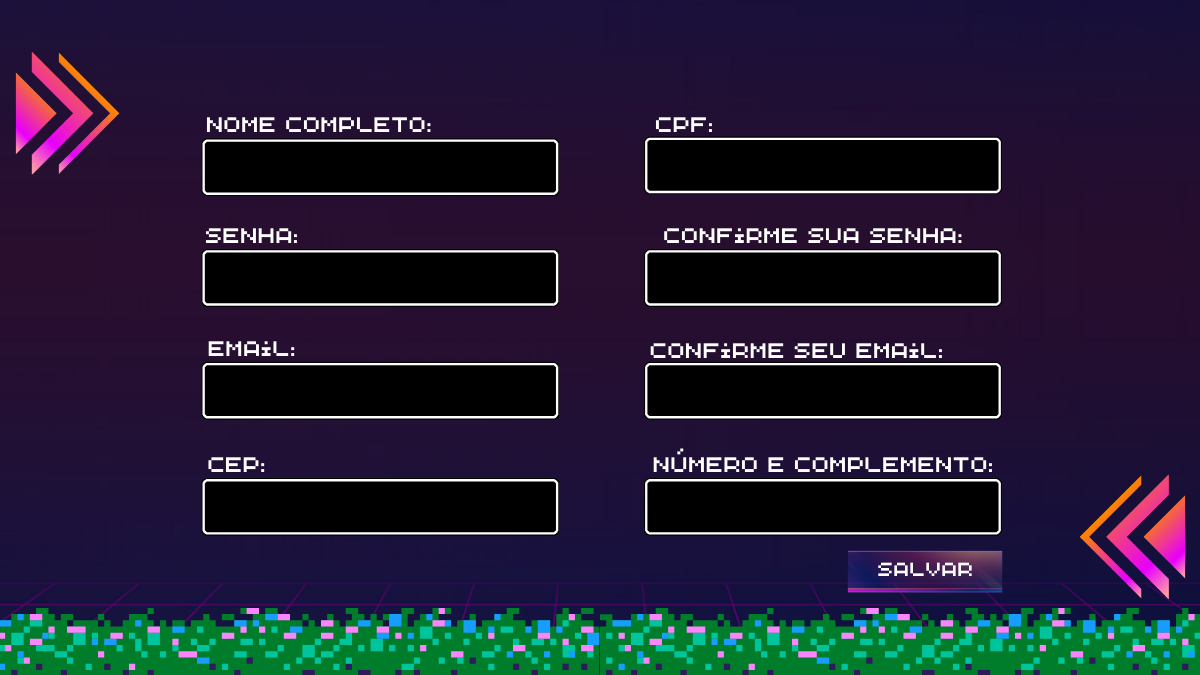 NOME COMPLETO:
CPF:
SENHA:
CONFiRME SUA SENHA:
EMAiL:
CONFiRME SEU EMAiL:
CEP:
NÚMERO E COMPLEMENTO:
SALVAR